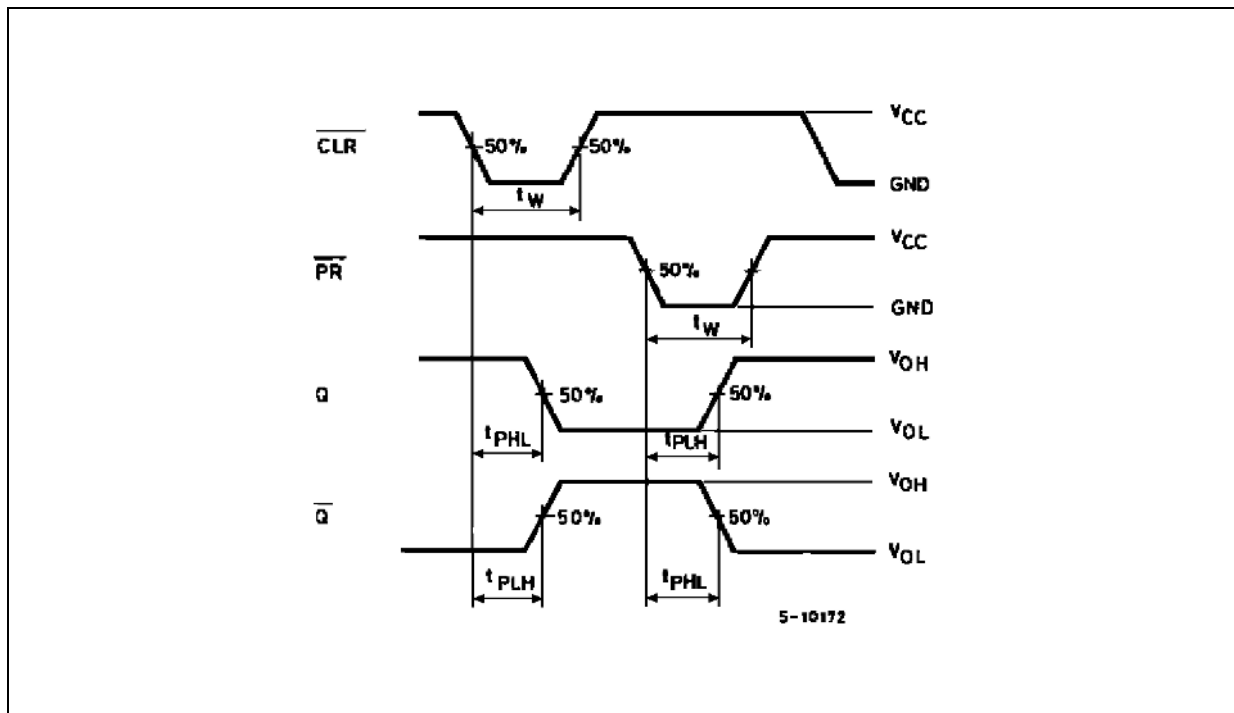 VCC
CLR
50%
50%
GND
tW
VCC
PR
50%
GND
tW
VOH
Q
50%
50%
VOL
tPHL
tPLH
VOH
Q
50%
50%
VOL
tPLH
tPHL
5-10172